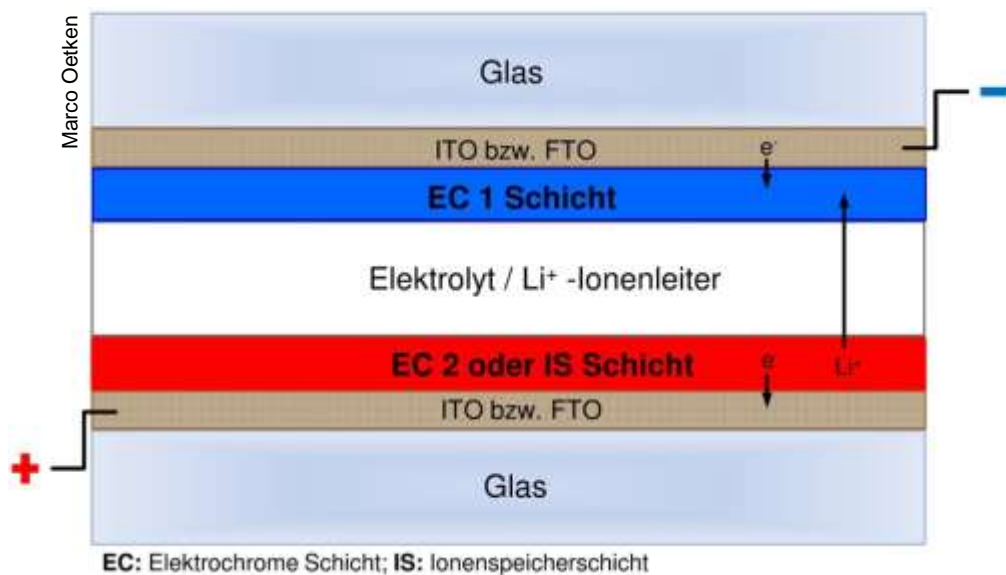 Marco Oetken
Glas
−
ITO bzw. FTO
e-
EC 1 Schicht
Elektrolyt / Li⁺ -Ionenleiter
EC 2 oder IS Schicht
e
Li⁺
ITO bzw. FTO
+
Glas
EC: Elektrochrome Schicht; IS: Ionenspeicherschicht